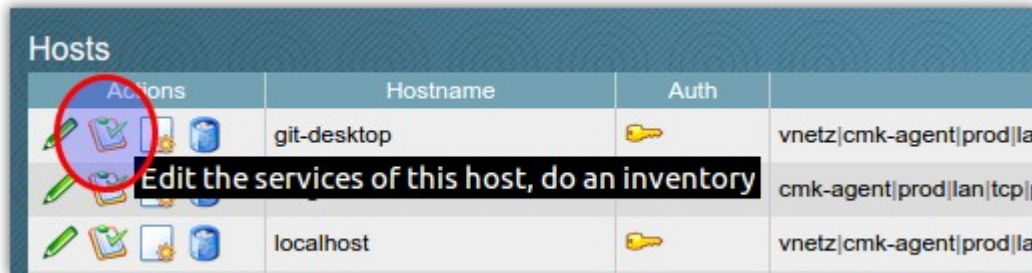 Hosts
Actions Hostname Auth
git-desktop vnetz|cmk-agent|prod|la
Edit the services of this host, do an inventory cmk-agent|prod|lan|tcp|
localhost vnetz|cmk-agent|prod|la